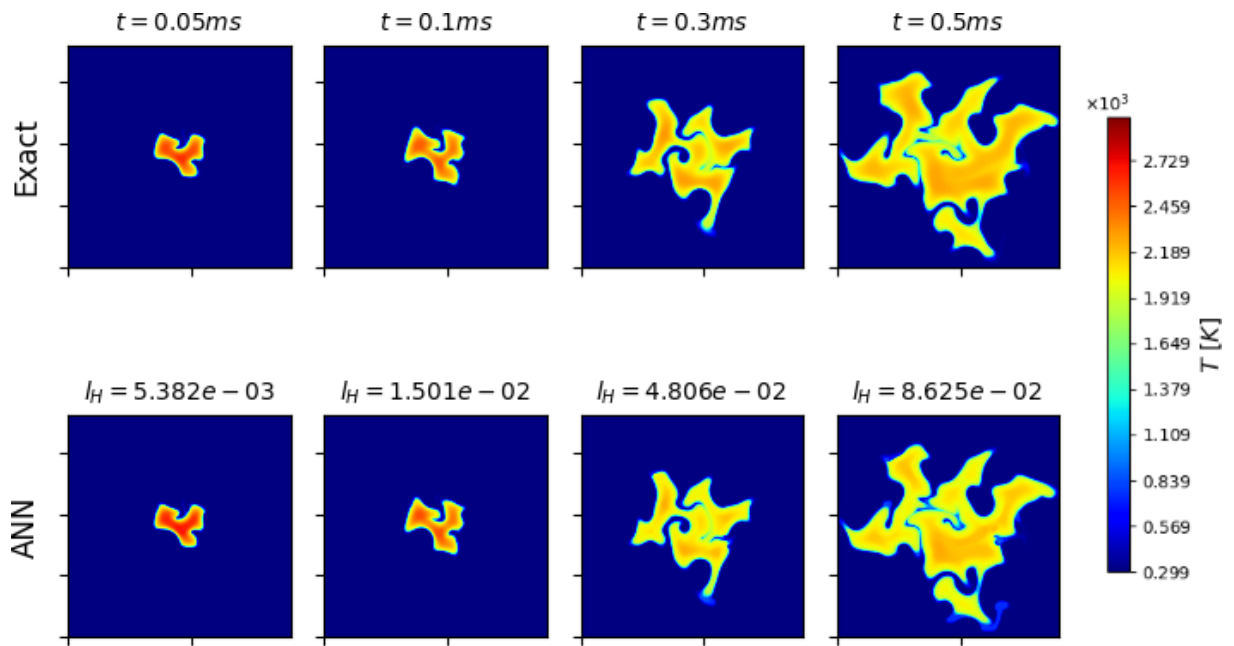 t = 0.05ms
t = 0.1ms
t = 0.3ms
t = 0.5ms
Exact
×10³
2.729
2.459
2.189
1.919
1.649
1.379
1.109
0.839
0.569
0.299
T [K]
l_H = 5.382e − 03
l_H = 1.501e − 02
l_H = 4.806e − 02
l_H = 8.625e − 02
ANN